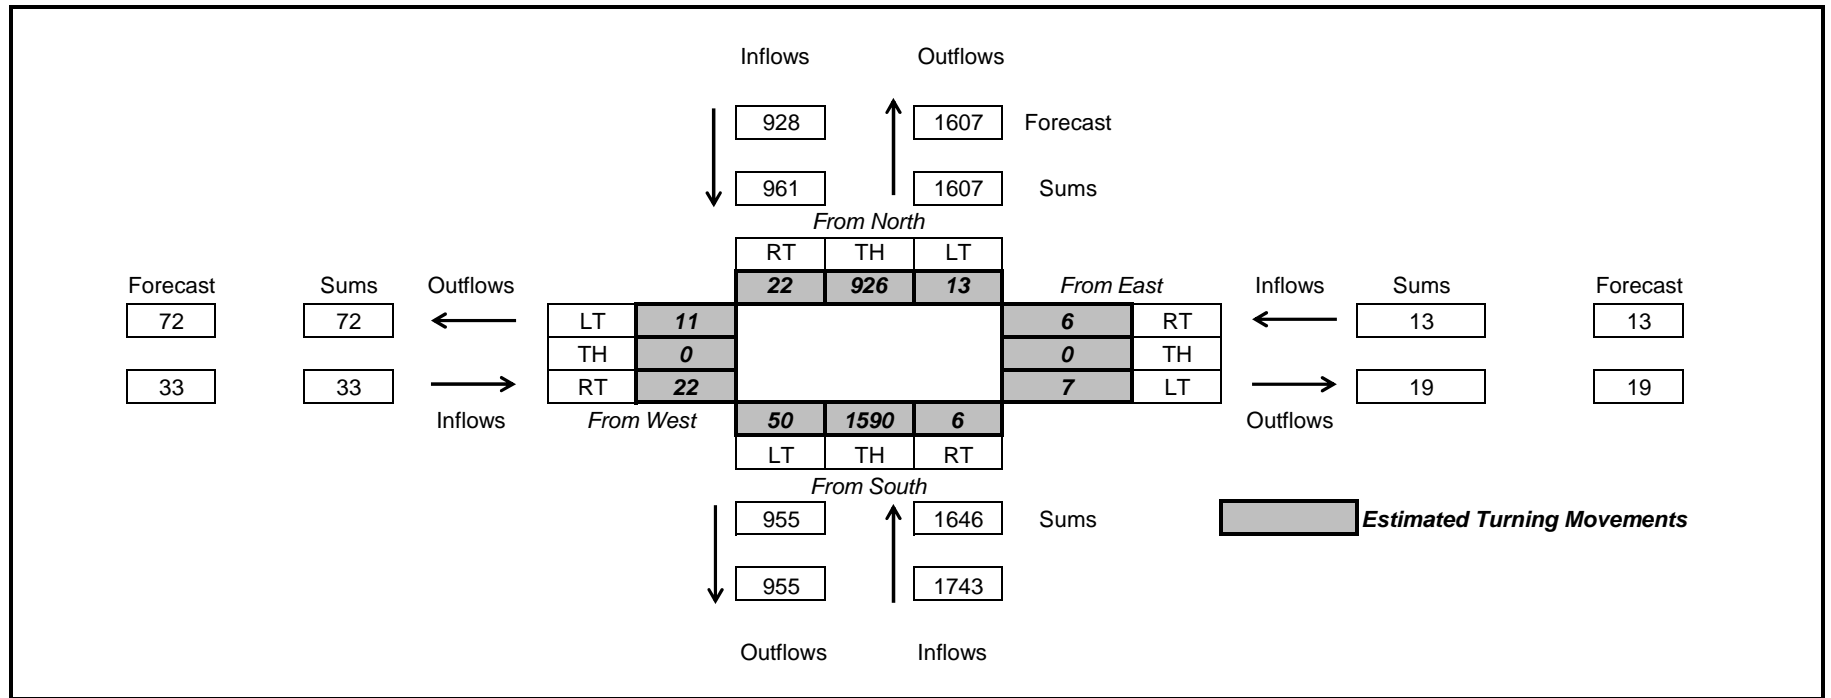 Inflows Outflows
928 1607 Forecast
961 1607 Sums
From North
RT TH LT
Forecast Sums Outflows 22 926 13 From East Inflows Sums Forecast
72 72 LT 11 6 RT 13 13
TH 0 0 TH
33 33 RT 22 7 LT 19 19
Inflows From West 50 1590 6 Outflows
LT TH RT
From South
955 1646 Sums Estimated Turning Movements
955 1743
Outflows Inflows